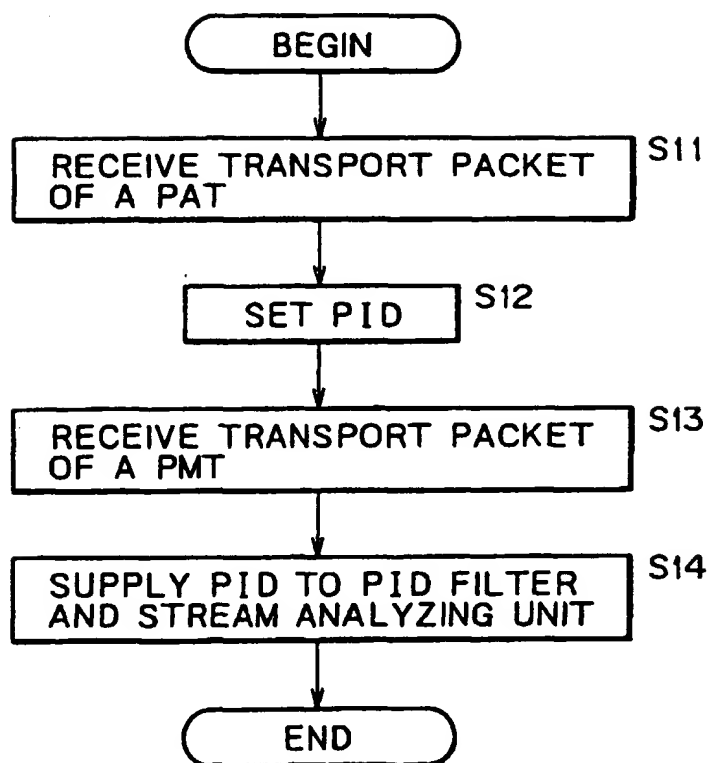 BEGIN
RECEIVE TRANSPORT PACKET
OF A PAT
S11
SET PID
S12
RECEIVE TRANSPORT PACKET
OF A PMT
S13
SUPPLY PID TO PID FILTER
AND STREAM ANALYZING UNIT
S14
END